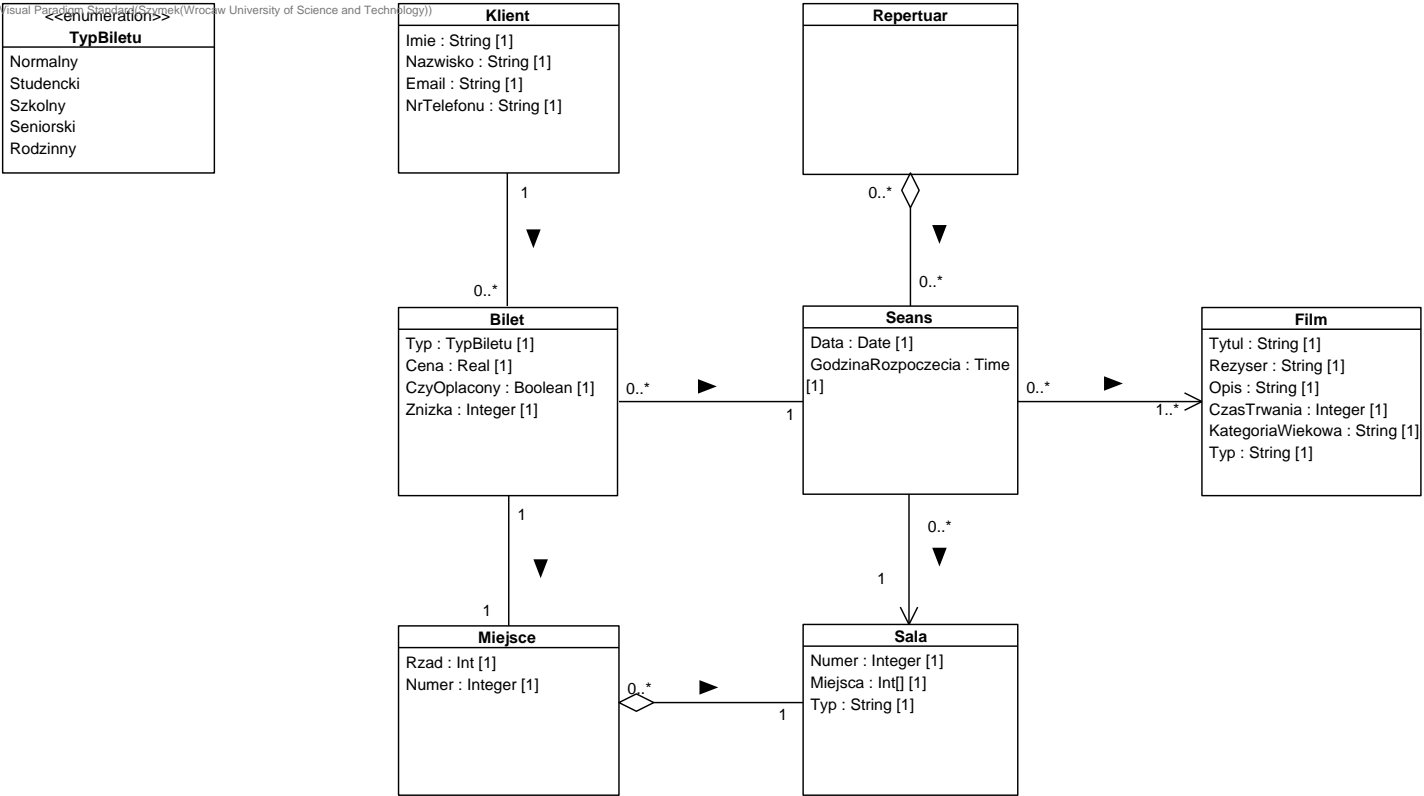 Visual Paradigm Standard(Szymek(Wrocaw University of Science and Technology))
<<enumeration>>
TypBiletu
Normalny
Studencki
Szkolny
Seniorski
Rodzinny
Klient
Imie : String [1]
Nazwisko : String [1]
Email : String [1]
NrTelefonu : String [1]
Repertuar
1
0..*
0..*
0..*
Bilet
Typ : TypBiletu [1]
Cena : Real [1]
CzyOplacony : Boolean [1]
Znizka : Integer [1]
0..*
1
Seans
Data : Date [1]
GodzinaRozpoczecia : Time
[1]
0..*
1..*
Film
Tytul : String [1]
Rezyser : String [1]
Opis : String [1]
CzasTrwania : Integer [1]
KategoriaWiekowa : String [1]
Typ : String [1]
1
1
0..*
1
Miejsce
Rzad : Int [1]
Numer : Integer [1]
0..*
1
Sala
Numer : Integer [1]
Miejsca : Int[] [1]
Typ : String [1]